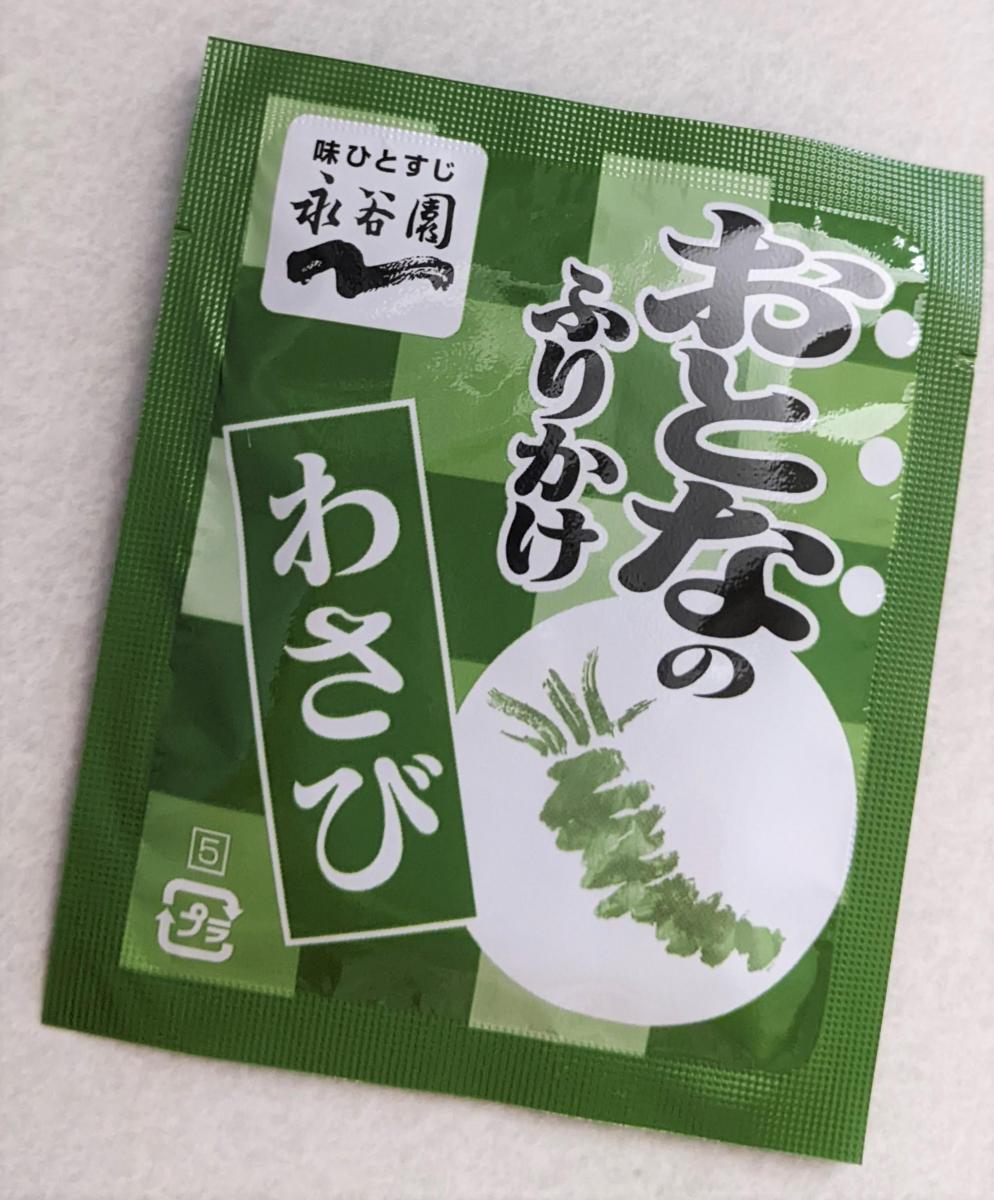 味ひとすじ
永谷園
おとなの
ふりかけ
わさび
5
プラ